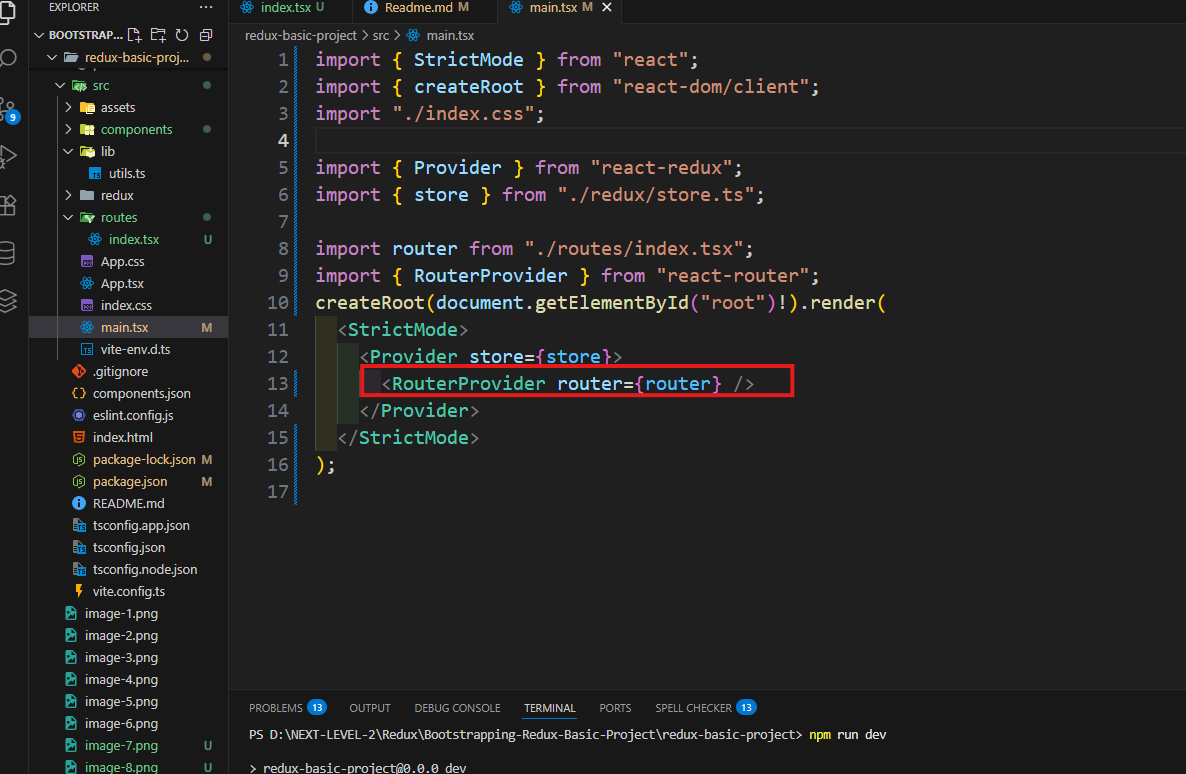 EXPLORER
···
index.tsx U
Readme.md M
main.tsx M
BOOTSTRAP...
redux-basic-proj...
src
assets
components
lib
utils.ts
redux
routes
index.tsx U
App.css
App.tsx
index.css
main.tsx M
vite-env.d.ts
.gitignore
components.json
eslint.config.js
index.html
package-lock.json M
package.json M
README.md
tsconfig.app.json
tsconfig.json
tsconfig.node.json
vite.config.ts
image-1.png
image-2.png
image-3.png
image-4.png
image-5.png
image-6.png
image-7.png U
image-8.png U
9
redux-basic-project > src > main.tsx
1 import { StrictMode } from "react";
2 import { createRoot } from "react-dom/client";
3 import "./index.css";
4
5 import { Provider } from "react-redux";
6 import { store } from "./redux/store.ts";
7
8 import router from "./routes/index.tsx";
9 import { RouterProvider } from "react-router";
10 createRoot(document.getElementById("root")!).render(
11 <StrictMode>
12 <Provider store={store}>
13 <RouterProvider router={router} />
14 </Provider>
15 </StrictMode>
16 );
17
PROBLEMS 13 OUTPUT DEBUG CONSOLE TERMINAL PORTS SPELL CHECKER 13
PS D:\NEXT-LEVEL-2\Redux\Bootstrapping-Redux-Basic-Project\redux-basic-project> npm run dev
> redux-basic-project@0.0.0 dev